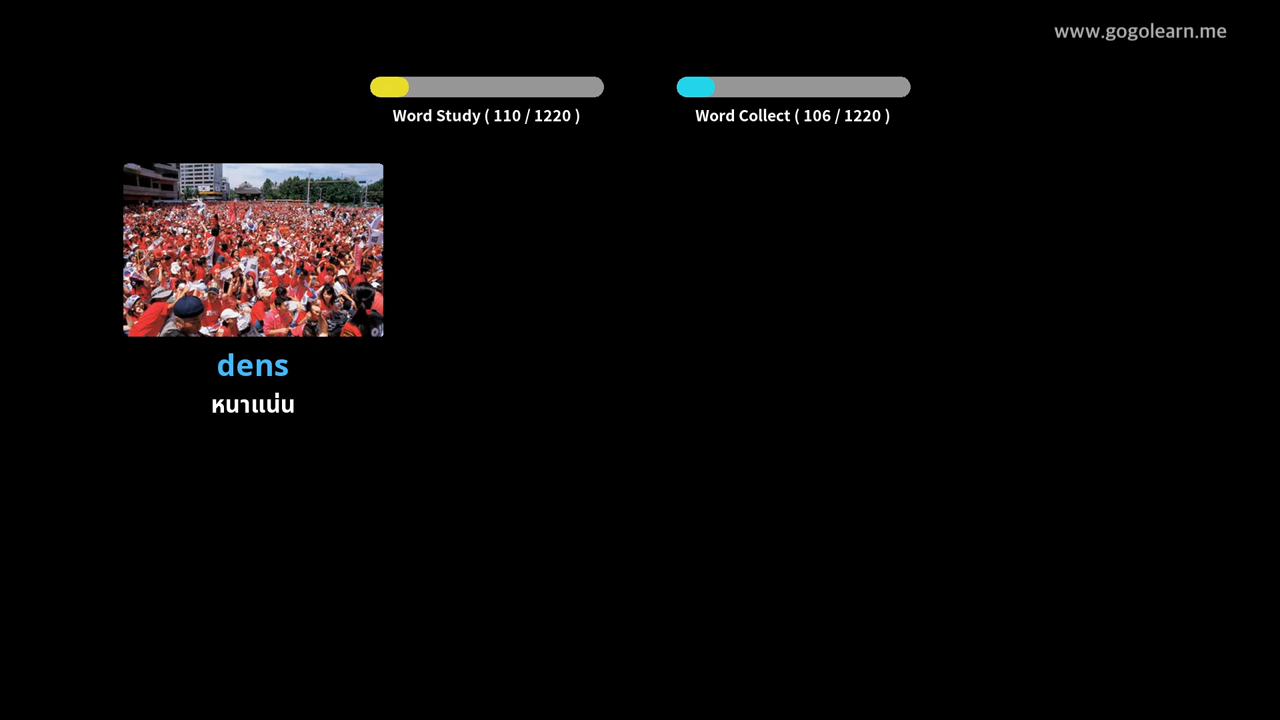 www.gogolearn.me
Word Study ( 110 / 1220 )
Word Collect ( 106 / 1220 )
dens
หนาแน่น